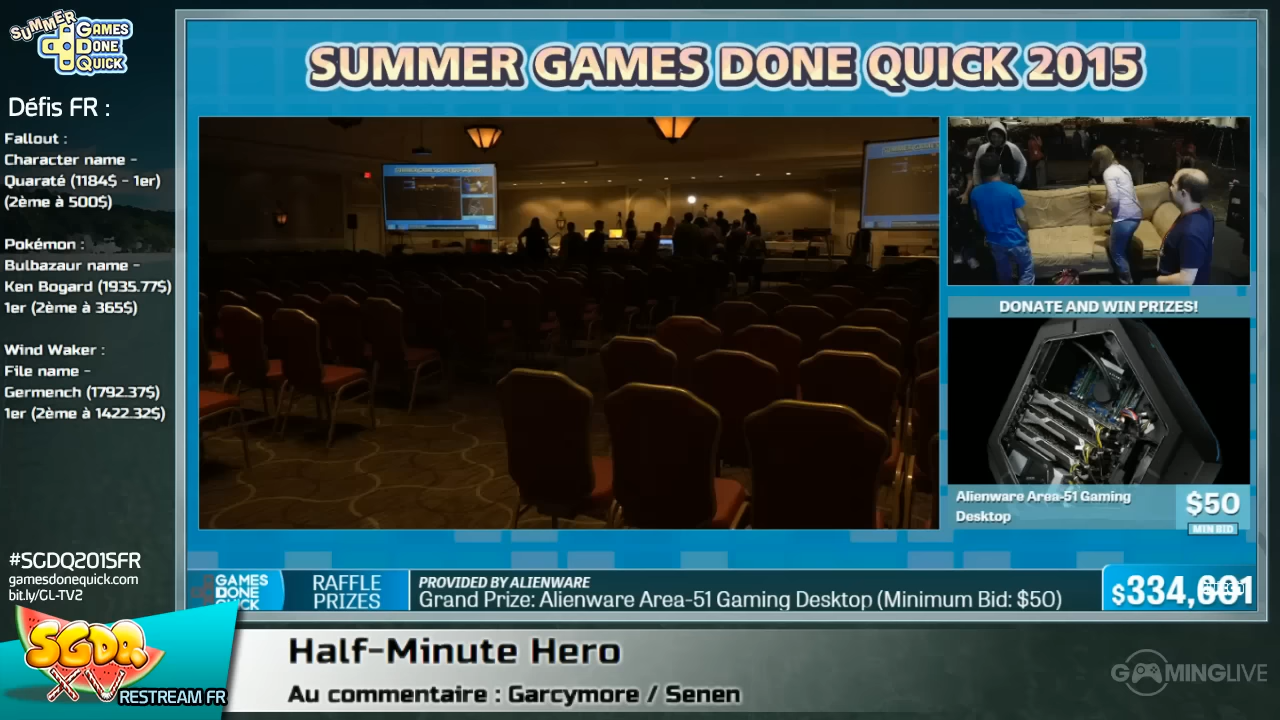 SUMMER
GAMES
DONE
QUICK
Défis FR :
Fallout :
Character name -
Quaraté (1184$ - 1er)
(2ème à 500$)
Pokémon :
Bulbazaur name -
Ken Bogard (1935.77$)
1er (2ème à 365$)
Wind Waker :
File name -
Germench (1792.37$)
1er (2ème à 1422.32$)
#SGDQ2015FR
gamesdonequick.com
bit.ly/GL-TV2
SGDQ
XV
RESTREAM FR
SUMMER GAMES DONE QUICK 2015
DONATE AND WIN PRIZES!
Alienware Area-51 Gaming
Desktop
$50
MIN BID
GAMES
DONE
QUICK
RAFFLE
PRIZES
PROVIDED BY ALIENWARE
Grand Prize: Alienware Area-51 Gaming Desktop (Minimum Bid: $50)
$334,601
Half-Minute Hero
Au commentaire : Garcymore / Senen
GAMINGLIVE